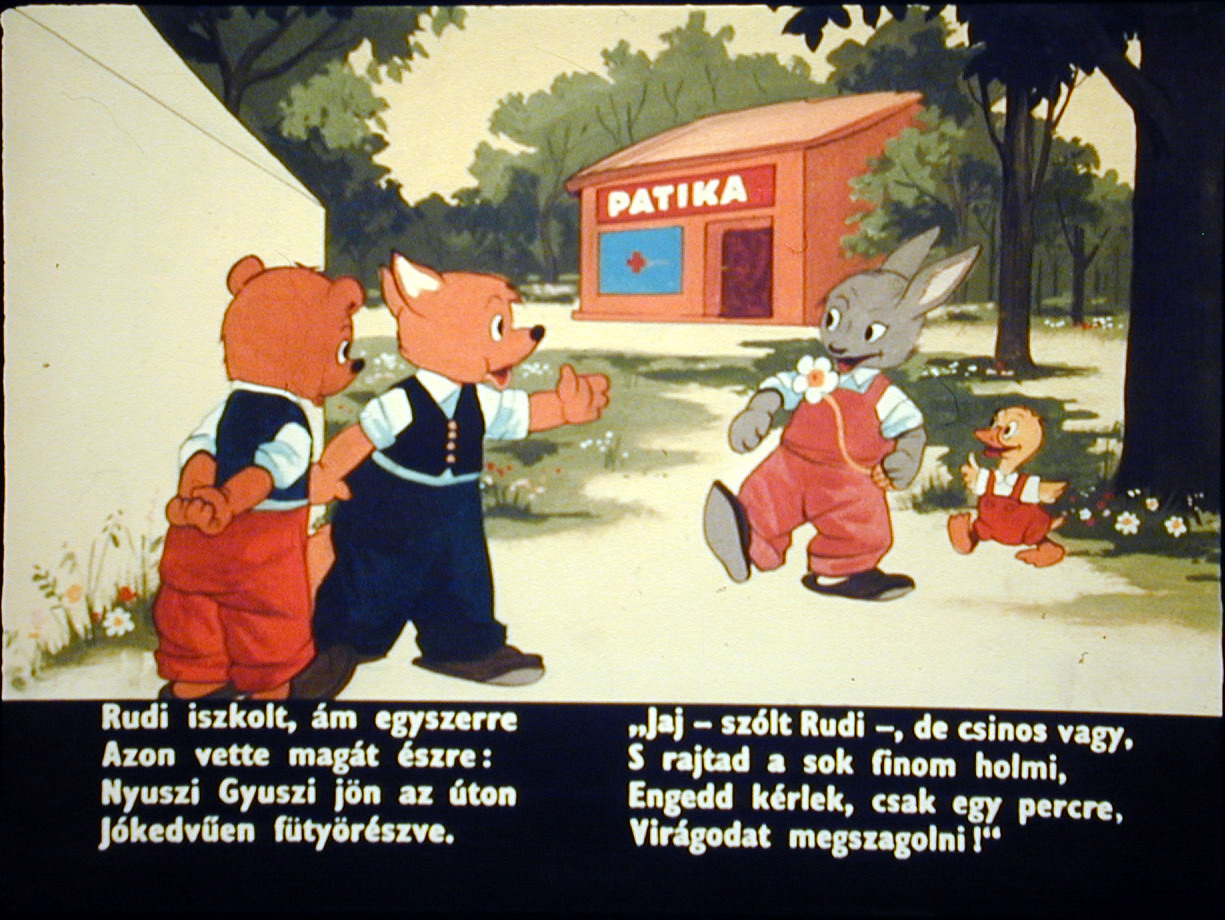 PATIKA
Rudi iszkolt, ám egyszerre
Azon vette magát észre:
Nyuszi Gyuszi jön az úton
Jókedvűen fütyörészve.
„Jaj – szólt Rudi –, de csinos vagy,
S rajtad a sok finom holmi,
Engedd kérlek, csak egy percre,
Virágodat megszagolni!“